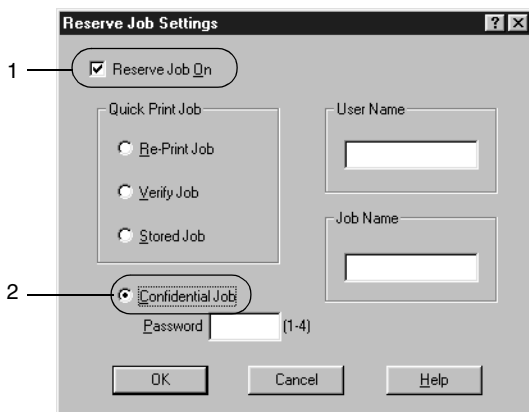 Reserve Job Settings
1
Reserve Job On
Quick Print Job
Re-Print Job
Verify Job
Stored Job
User Name
Job Name
2
Confidential Job
Password (1-4)
OK Cancel Help